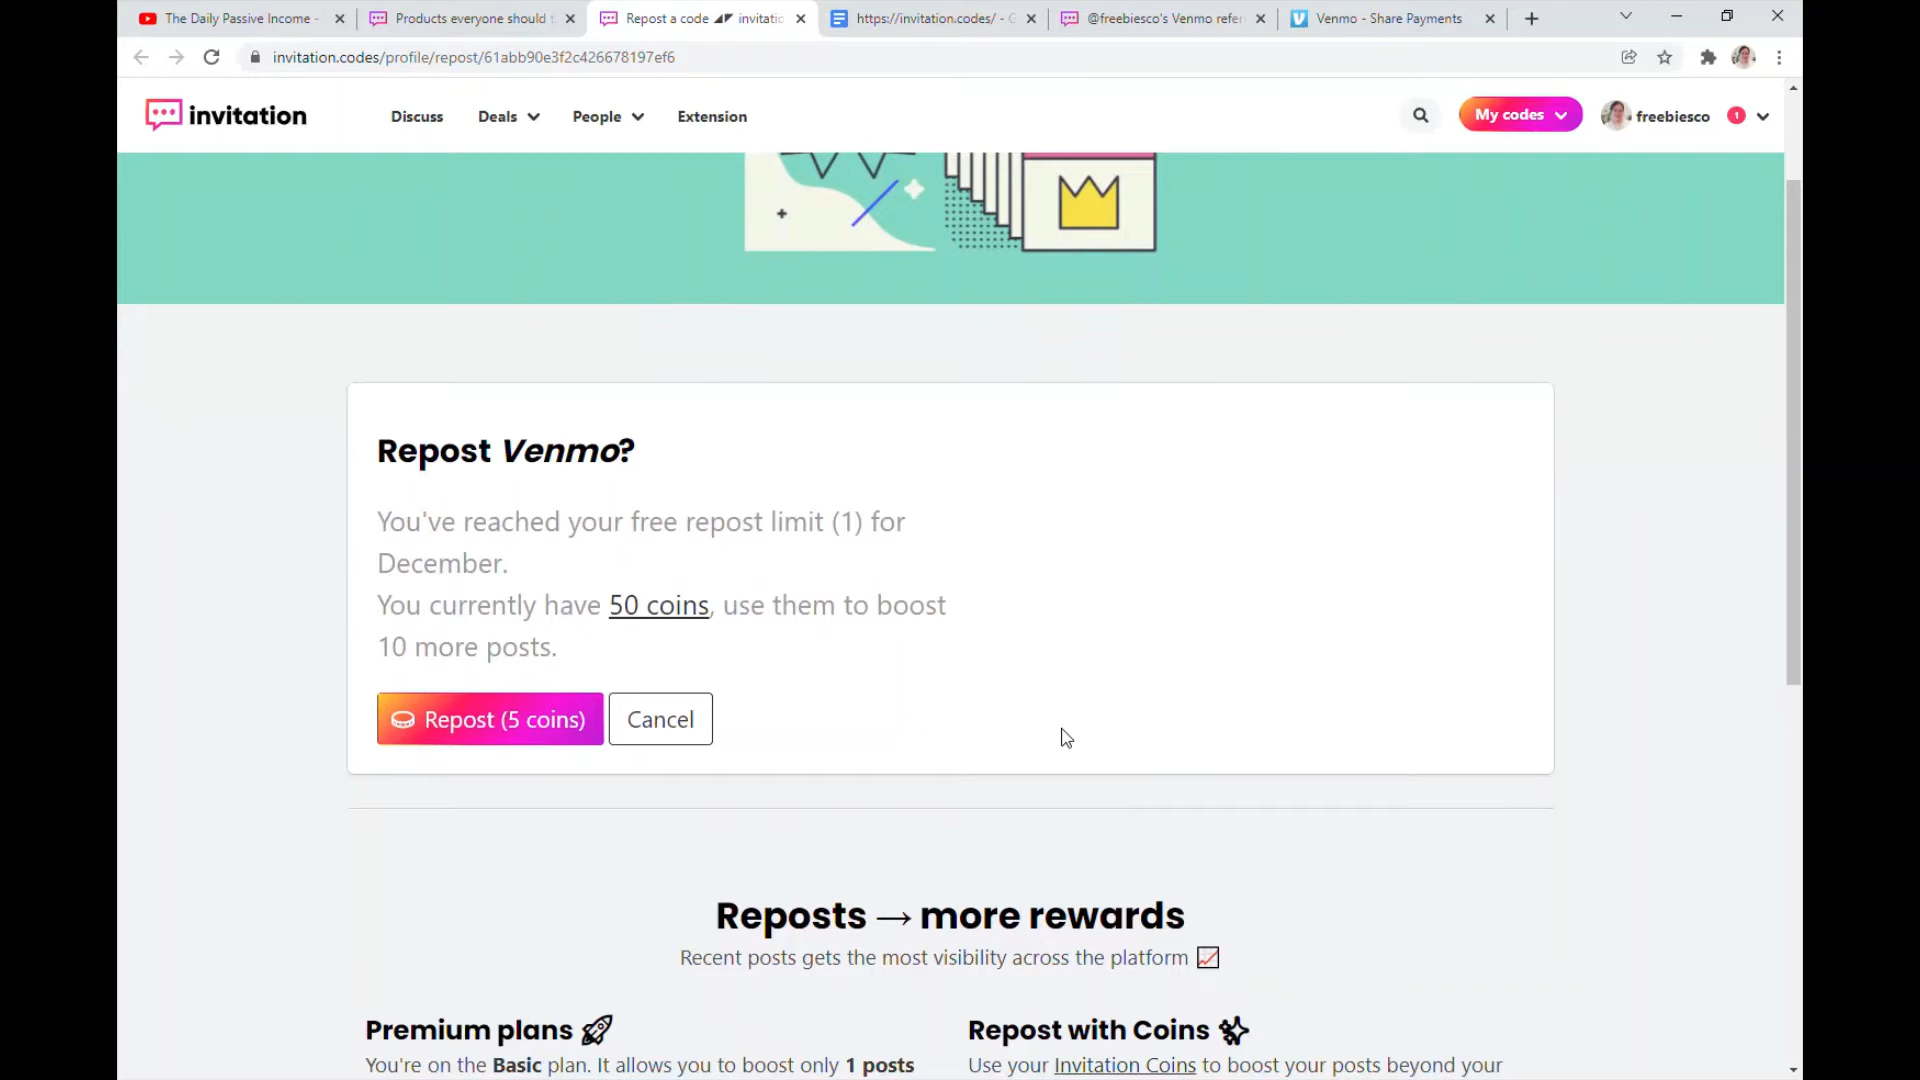 The Daily Passive Income -
Products everyone should t
Repost a code ◢◤ invitatio
https://invitation.codes/ - G
@freebiesco's Venmo refer
Venmo - Share Payments
invitation.codes/profile/repost/61abb90e3f2c426678197ef6
invitation
Discuss
Deals
People
Extension
My codes
freebiesco
1
Repost Venmo?
You've reached your free repost limit (1) for
December.
You currently have 50 coins, use them to boost
10 more posts.
Repost (5 coins)
Cancel
Reposts → more rewards
Recent posts gets the most visibility across the platform 📈
Premium plans 🚀
You're on the Basic plan. It allows you to boost only 1 posts
Repost with Coins ✨
Use your Invitation Coins to boost your posts beyond your